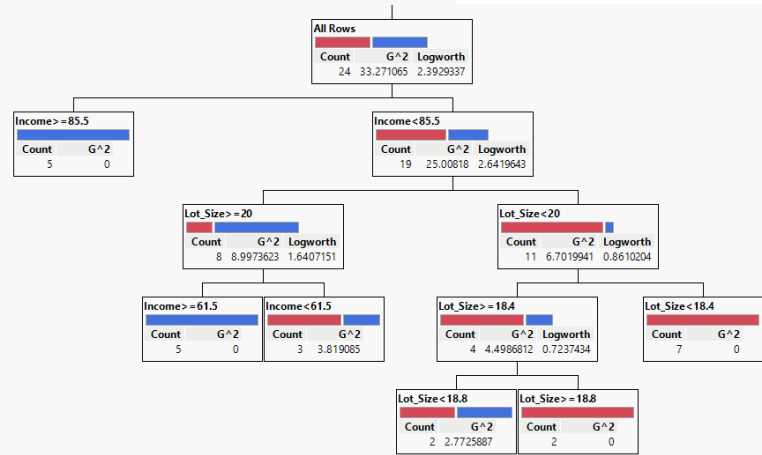 All Rows
Count G^2 Logworth
24 33.271065 2.3929337
Income>=85.5
Count G^2
5 0
Income<85.5
Count G^2 Logworth
19 25.00818 2.6419643
Lot_Size>=20
Count G^2 Logworth
8 8.9973623 1.6407151
Lot_Size<20
Count G^2 Logworth
11 6.7019941 0.8610204
Income>=61.5
Count G^2
5 0
Income<61.5
Count G^2
3 3.819085
Lot_Size>=18.4
Count G^2 Logworth
4 4.4986812 0.7237434
Lot_Size<18.4
Count G^2
7 0
Lot_Size<18.8
Count G^2
2 2.7725887
Lot_Size>=18.8
Count G^2
2 0